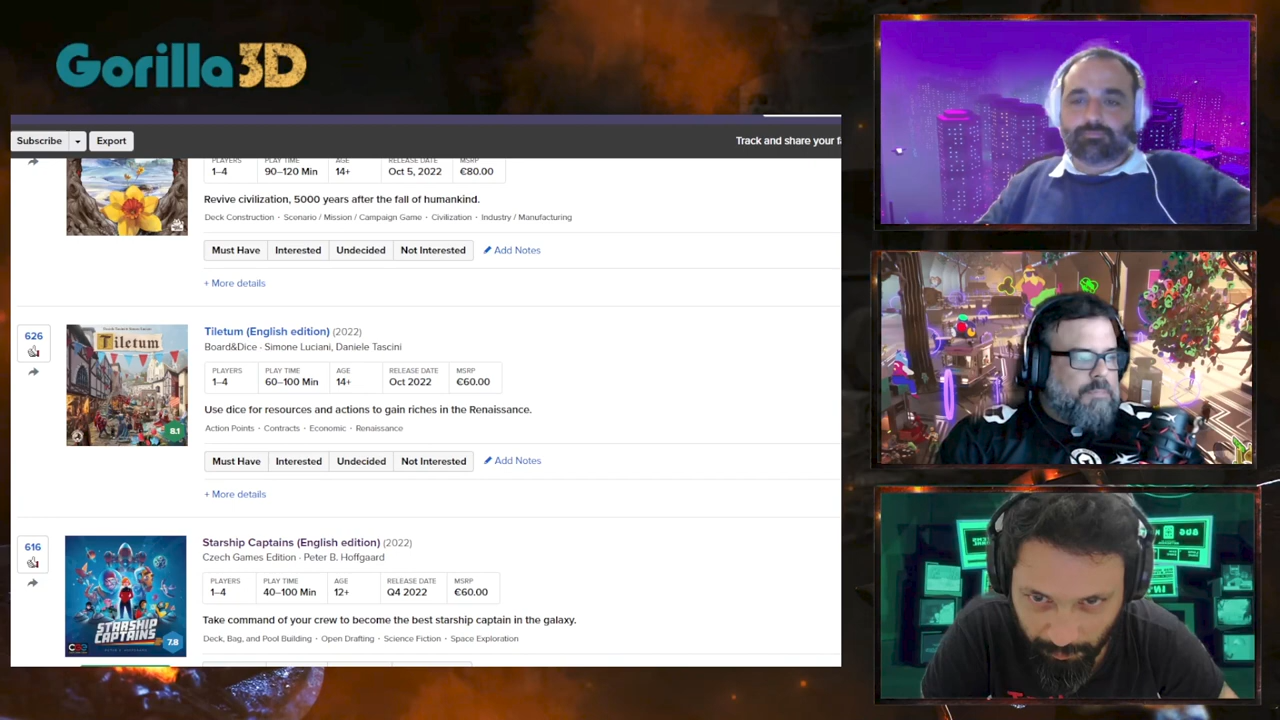 Gorilla3D
Subscribe
Export
Track and share your f
PLAYERS PLAY TIME AGE RELEASE DATE MSRP
1–4 90–120 Min 14+ Oct 5, 2022 €80.00
Revive civilization, 5000 years after the fall of humankind.
Deck Construction · Scenario / Mission / Campaign Game · Civilization · Industry / Manufacturing
Must Have Interested Undecided Not Interested Add Notes
+ More details
626
Tiletum
8.1
Tiletum (English edition) (2022)
Board&Dice · Simone Luciani, Daniele Tascini
PLAYERS PLAY TIME AGE RELEASE DATE MSRP
1–4 60–100 Min 14+ Oct 2022 €60.00
Use dice for resources and actions to gain riches in the Renaissance.
Action Points · Contracts · Economic · Renaissance
Must Have Interested Undecided Not Interested Add Notes
+ More details
616
STARSHIP
CAPTAINS
7.8
Starship Captains (English edition) (2022)
Czech Games Edition · Peter B. Hoffgaard
PLAYERS PLAY TIME AGE RELEASE DATE MSRP
1–4 40–100 Min 12+ Q4 2022 €60.00
Take command of your crew to become the best starship captain in the galaxy.
Deck, Bag, and Pool Building · Open Drafting · Science Fiction · Space Exploration